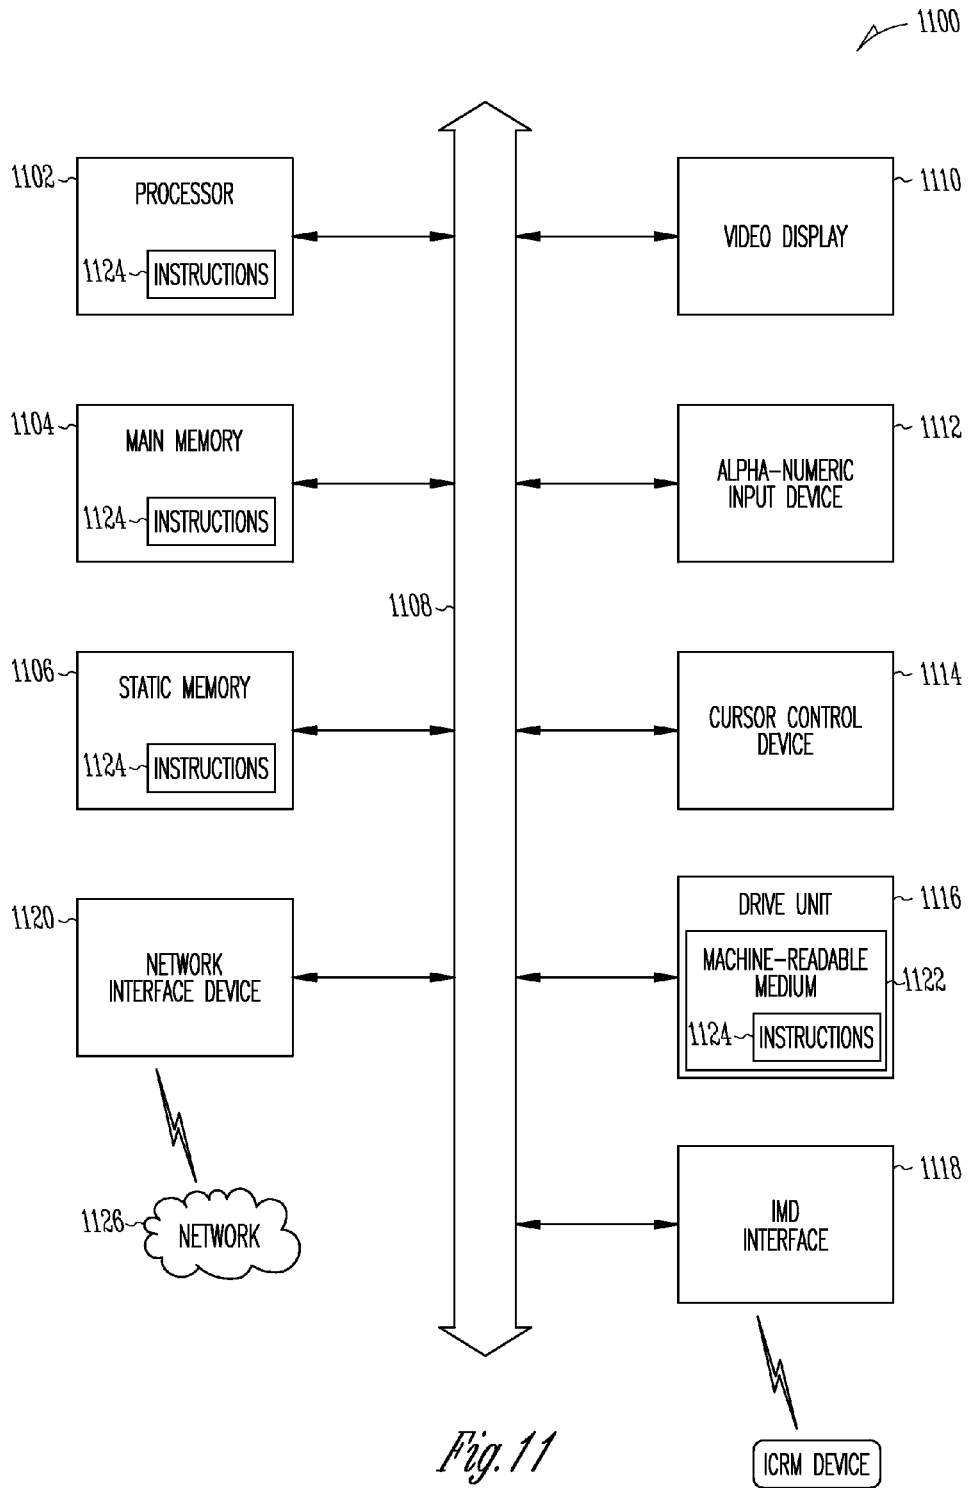 1100
1102
PROCESSOR
1124
INSTRUCTIONS
1104
MAIN MEMORY
1124
INSTRUCTIONS
1108
1106
STATIC MEMORY
1124
INSTRUCTIONS
1120
NETWORK
INTERFACE DEVICE
1126
NETWORK
1110
VIDEO DISPLAY
1112
ALPHA-NUMERIC
INPUT DEVICE
1114
CURSOR CONTROL
DEVICE
1116
DRIVE UNIT
MACHINE-READABLE
MEDIUM
1122
1124
INSTRUCTIONS
1118
IMD
INTERFACE
ICRM DEVICE
Fig. 11